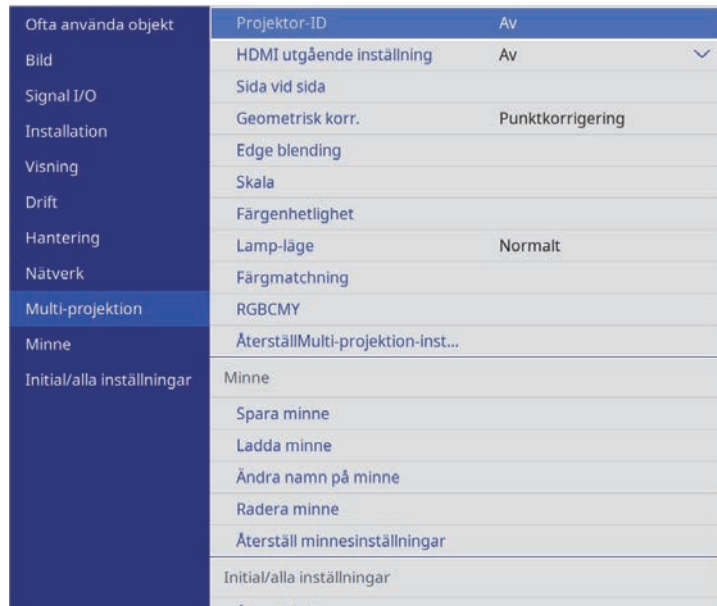 Ofta använda objekt
Bild
Signal I/O
Installation
Visning
Drift
Hantering
Nätverk
Multi-projektion
Minne
Initial/alla inställningar
Projektor-ID Av
HDMI utgående inställning Av
Sida vid sida
Geometrisk korr. Punktkorrigering
Edge blending
Skala
Färgenhetlighet
Lamp-läge Normalt
Färgmatchning
RGBCMY
ÅterställMulti-projektion-inst...
Minne
Spara minne
Ladda minne
Ändra namn på minne
Radera minne
Återställ minnesinställningar
Initial/alla inställningar